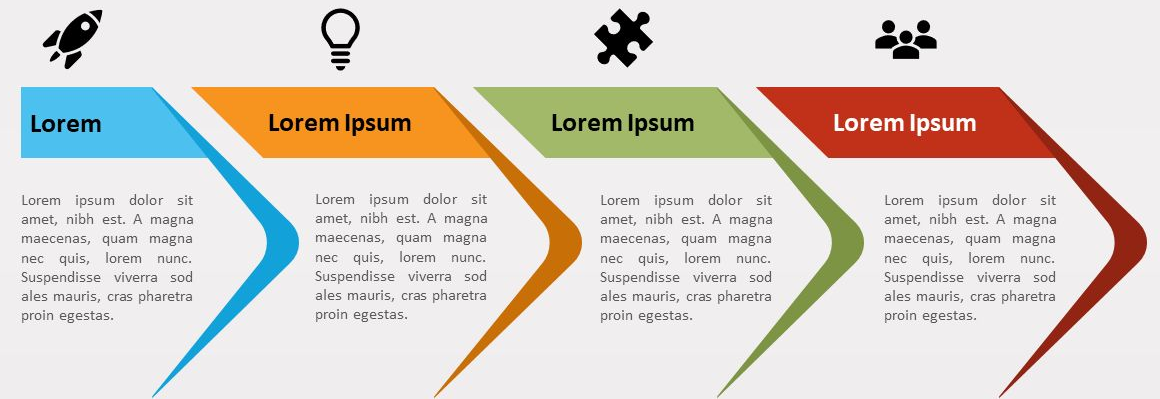 Lorem
Lorem ipsum dolor sit
amet, nibh est. A magna
maecenas, quam magna
nec quis, lorem nunc.
Suspendisse viverra sod
ales mauris, cras pharetra
proin egestas.
Lorem Ipsum
Lorem ipsum dolor sit
amet, nibh est. A magna
maecenas, quam magna
nec quis, lorem nunc.
Suspendisse viverra sod
ales mauris, cras pharetra
proin egestas.
Lorem Ipsum
Lorem ipsum dolor sit
amet, nibh est. A magna
maecenas, quam magna
nec quis, lorem nunc.
Suspendisse viverra sod
ales mauris, cras pharetra
proin egestas.
Lorem Ipsum
Lorem ipsum dolor sit
amet, nibh est. A magna
maecenas, quam magna
nec quis, lorem nunc.
Suspendisse viverra sod
ales mauris, cras pharetra
proin egestas.